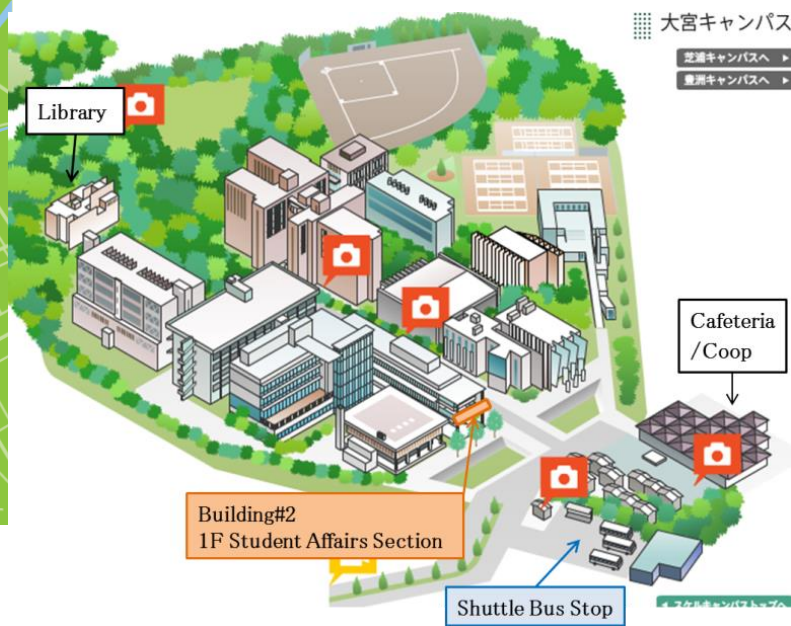 大宮キャンパス
芝浦キャンパスへ
豊洲キャンパスへ
Library
Cafeteria
/Coop
Building#2
1F Student Affairs Section
Shuttle Bus Stop